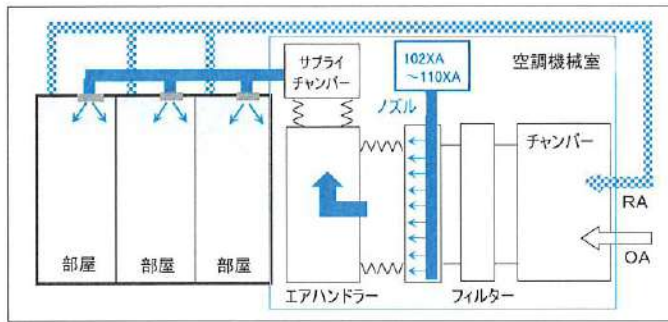 サプライ
チャンバー
102XA
～110XA
空調機械室
ノズル
チャンバー
RA
OA
部屋
部屋
部屋
エアハンドラー
フィルター